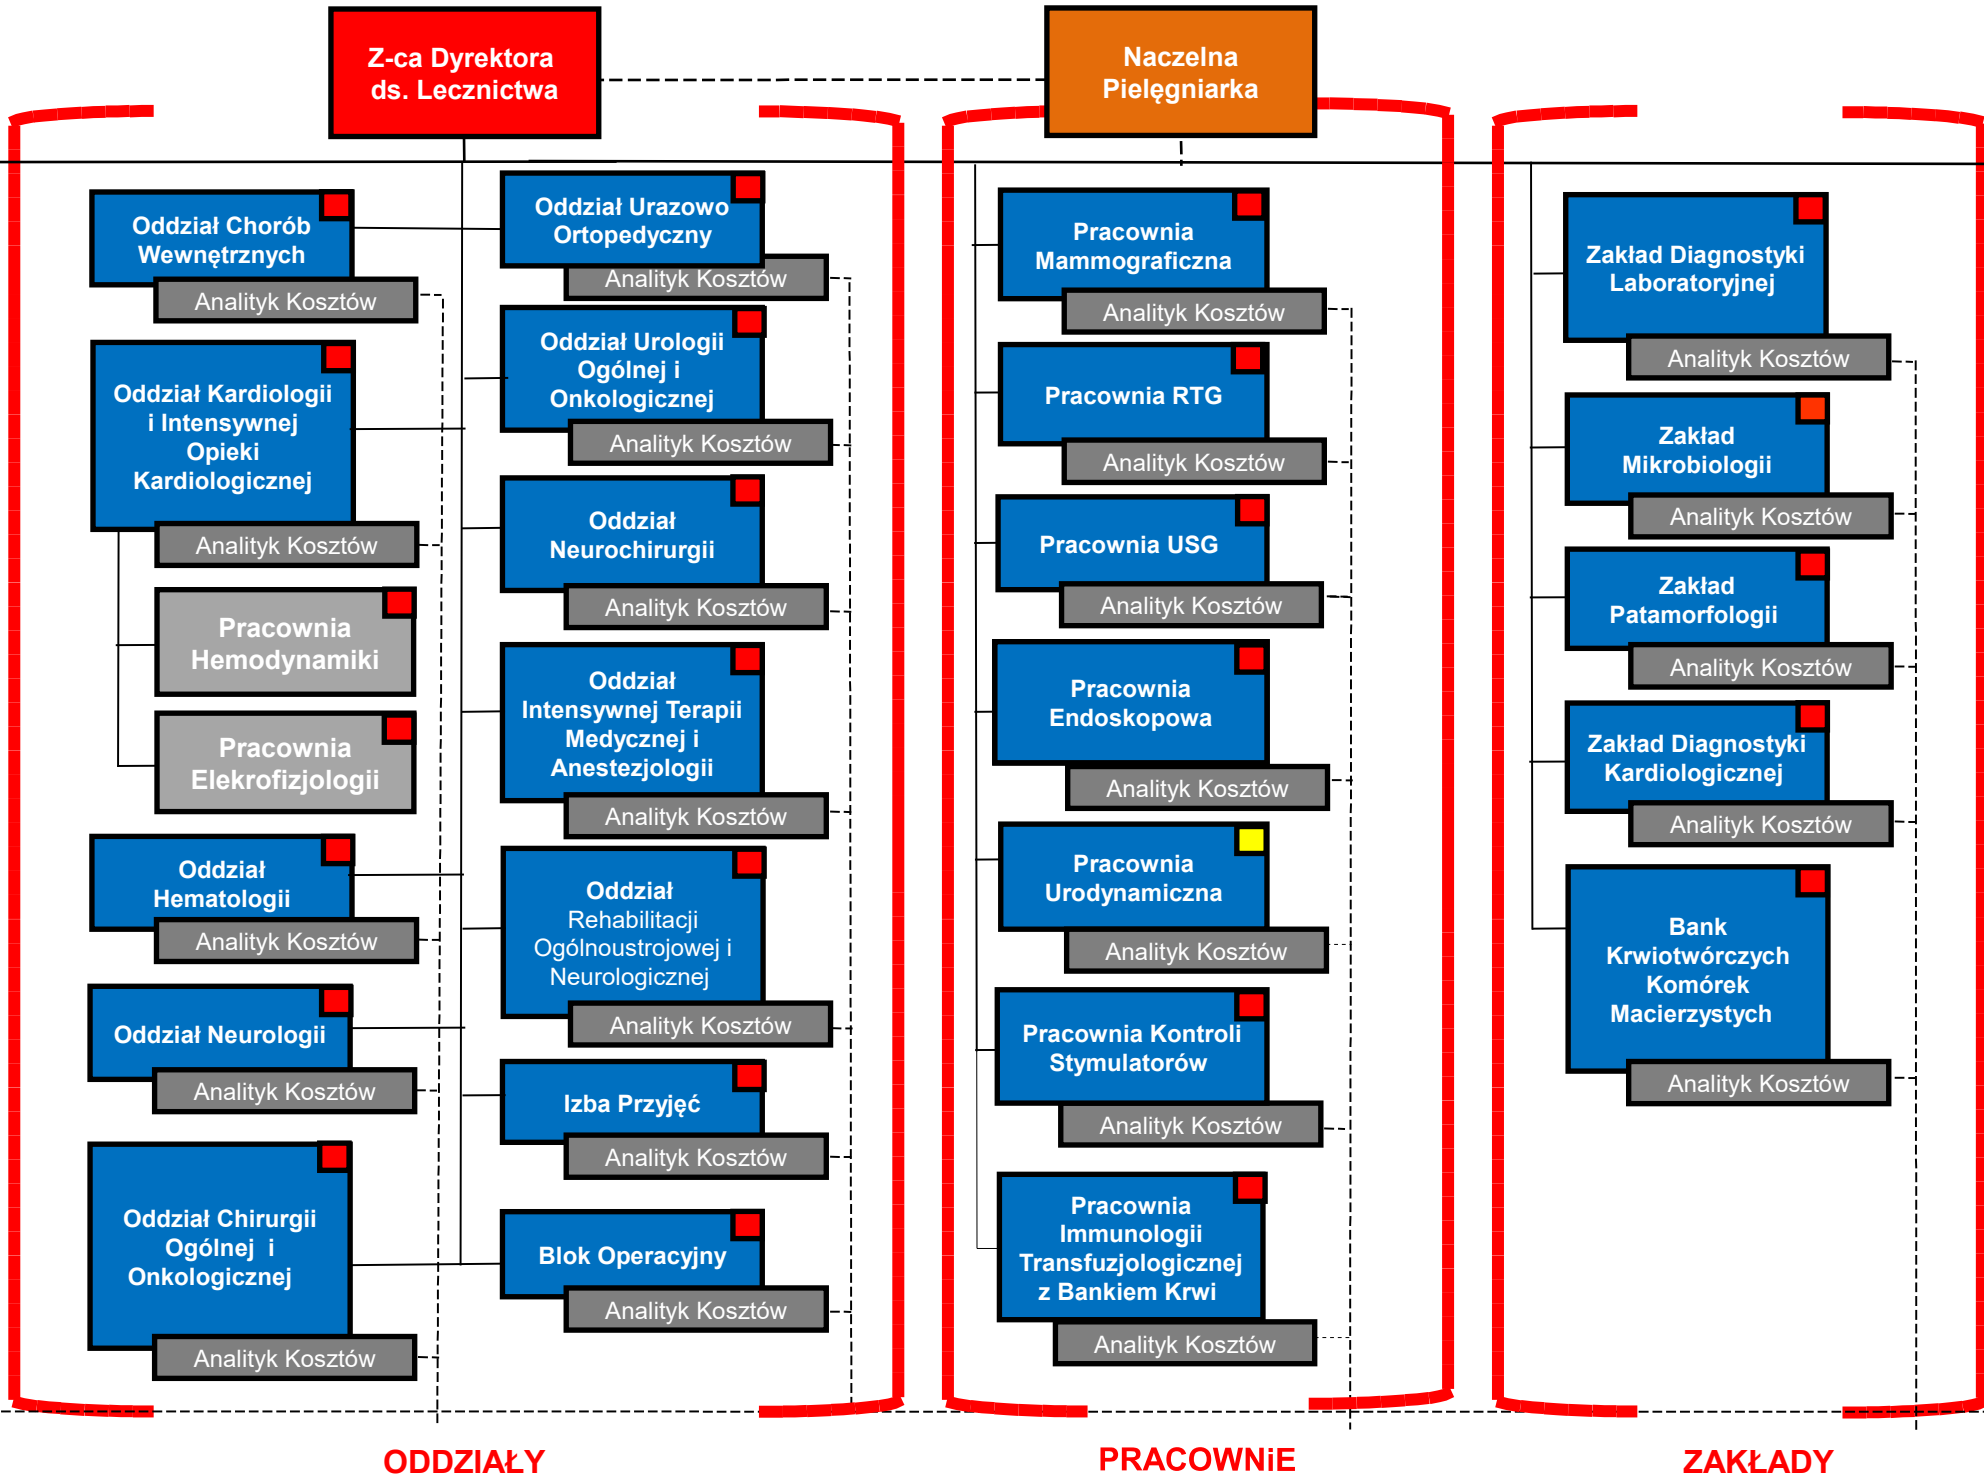 Z-ca Dyrektora
ds. Lecznictwa
Naczelna
Pielęgniarka
Oddział Chorób
Wewnętrznych
Analityk Kosztów
Oddział Kardiologii
i Intensywnej
Opieki
Kardiologicznej
Analityk Kosztów
Pracownia
Hemodynamiki
Pracownia
Elekrofizjologii
Oddział
Hematologii
Analityk Kosztów
Oddział Neurologii
Analityk Kosztów
Oddział Chirurgii
Ogólnej i
Onkologicznej
Analityk Kosztów
Oddział Urazowo
Ortopedyczny
Analityk Kosztów
Oddział Urologii
Ogólnej i
Onkologicznej
Analityk Kosztów
Oddział
Neurochirurgii
Analityk Kosztów
Oddział
Intensywnej Terapii
Medycznej i
Anestezjologii
Analityk Kosztów
Oddział
Rehabilitacji
Ogólnoustrojowej i
Neurologicznej
Analityk Kosztów
Izba Przyjęć
Analityk Kosztów
Blok Operacyjny
Analityk Kosztów
ODDZIAŁY
Pracownia
Mammograficzna
Analityk Kosztów
Pracownia RTG
Analityk Kosztów
Pracownia USG
Analityk Kosztów
Pracownia
Endoskopowa
Analityk Kosztów
Pracownia
Urodynamiczna
Analityk Kosztów
Pracownia Kontroli
Stymulatorów
Analityk Kosztów
Pracownia
Immunologii
Transfuzjologicznej
z Bankiem Krwi
Analityk Kosztów
PRACOWNiE
Zakład Diagnostyki
Laboratoryjnej
Analityk Kosztów
Zakład
Mikrobiologii
Analityk Kosztów
Zakład
Patamorfologii
Analityk Kosztów
Zakład Diagnostyki
Kardiologicznej
Analityk Kosztów
Bank
Krwiotwórczych
Komórek
Macierzystych
Analityk Kosztów
ZAKŁADY